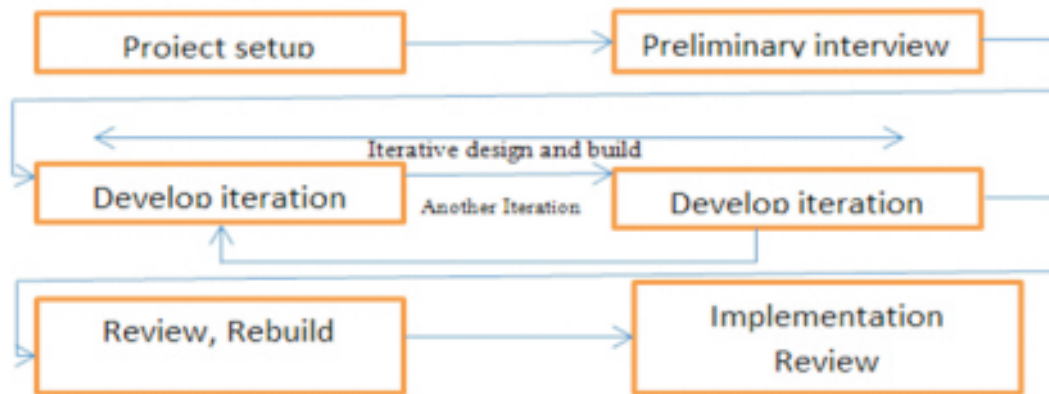 Project setup
Preliminary interview
Iterative design and build
Develop iteration
Another Iteration
Develop iteration
Review, Rebuild
Implementation
Review